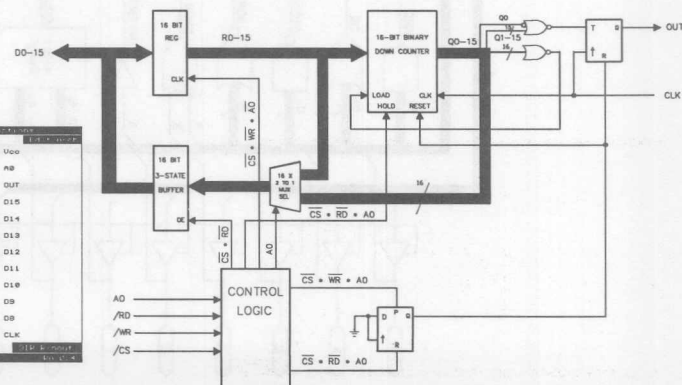 16 BIT
REG
CLK
D0-15
R0-15
16-BIT BINARY
DOWN COUNTER
LOAD
CLK
HOLD
RESET
Q0-15
Q0
Q1-15
16
T
Q
R
OUT
CLK
CS * WR * A0
16 BIT
3-STATE
BUFFER
OE
16 X
2 TO 1
MUX
SEL
16
CS * RD * A0
CS * RD
A0
CONTROL
LOGIC
A0
/RD
/WR
/CS
CS * WR * A0
D
P
Q
R
CS * RD * A0
Vcc
A0
OUT
D15
D14
D13
D12
D11
D10
D9
D8
CLK
DIP Pinout